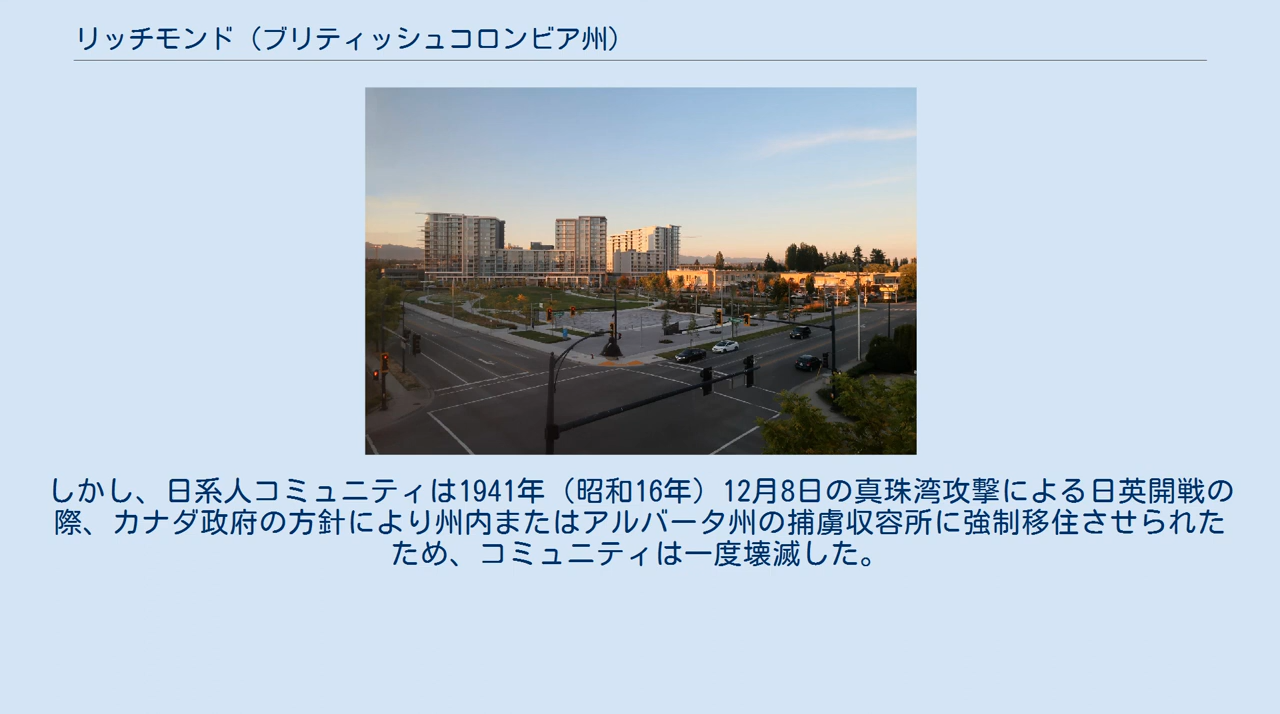 リッチモンド（ブリティッシュコロンビア州）
しかし、日系人コミュニティは1941年（昭和16年）12月8日の真珠湾攻撃による日英開戦の
際、カナダ政府の方針により州内またはアルバータ州の捕虜収容所に強制移住させられた
ため、コミュニティは一度壊滅した。